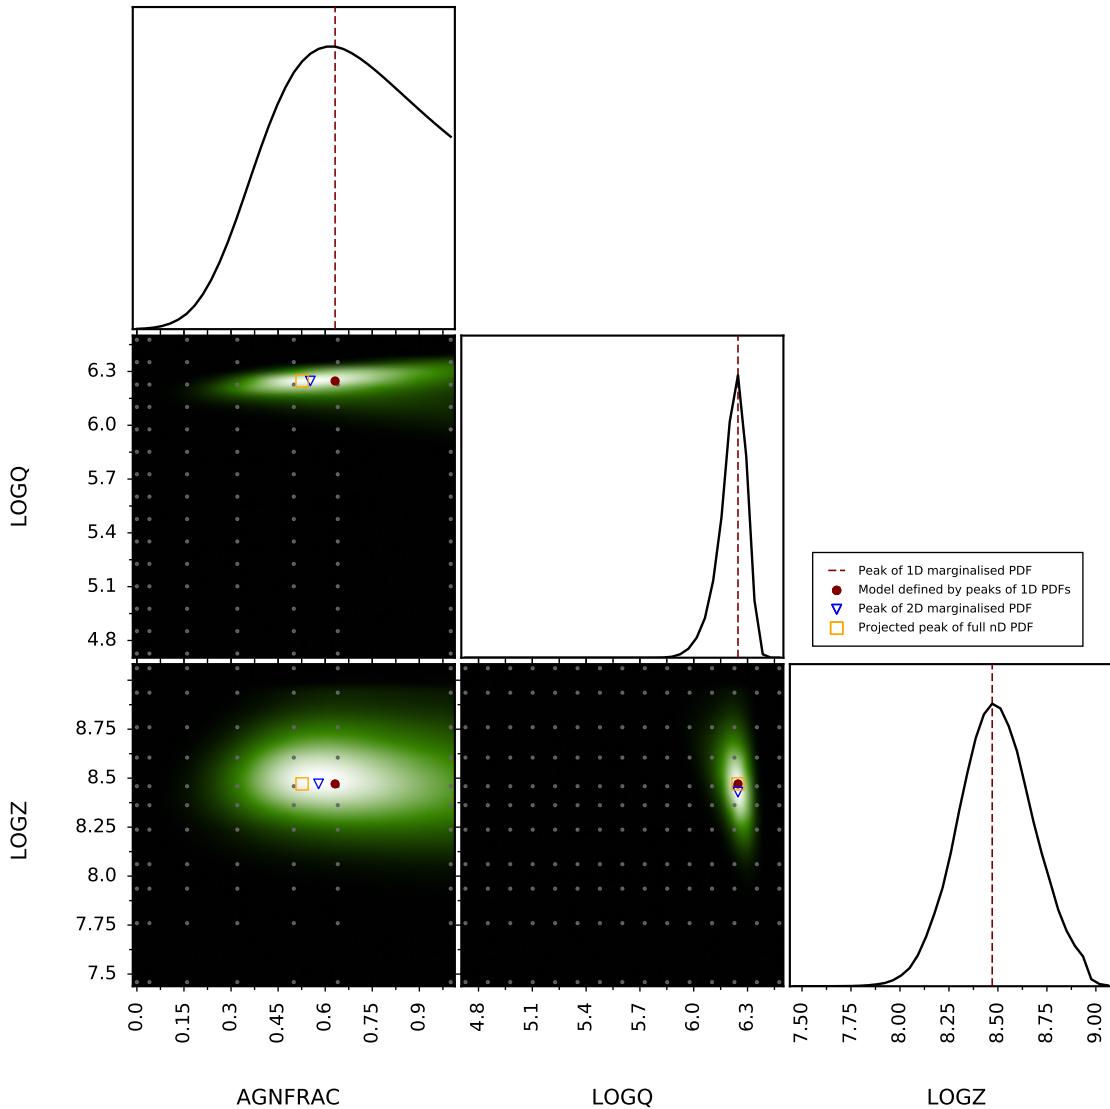 6.3
6.0
5.7
5.4
5.1
4.8
LOGQ
Peak of 1D marginalised PDF
Model defined by peaks of 1D PDFs
Peak of 2D marginalised PDF
Projected peak of full nD PDF
8.75
8.5
8.25
8.0
7.75
7.5
LOGZ
0.0 0.15 0.3 0.45 0.6 0.75 0.9
4.8 5.1 5.4 5.7 6.0 6.3
7.50 7.75 8.00 8.25 8.50 8.75 9.00
AGNFRAC LOGQ LOGZ